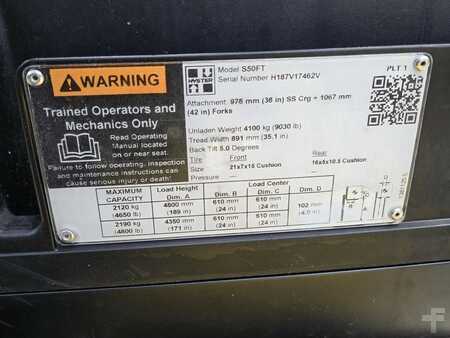 WARNING
Trained Operators and
Mechanics Only
Read Operating
Manual located
on or near seat.
Failure to follow operating, inspection
and maintenance instructions can
cause serious injury or death
HYSTER
Model S50FT
Serial Number H187V17462V
PLT 1
Attachment: 978 mm (38 in) SS Crg + 1067 mm
(42 in) Forks
Unladen Weight 4100 kg (9030 lb)
Tread Width 891 mm (35.1 in)
Back Tilt 5.0 Degrees
Tire Front Rear
Size 21x7x15 Cushion 16x5x10.5 Cushion
Pressure - -
MAXIMUM CAPACITY Load Height Dim. A Dim. B Load Center Dim. C Dim. D
2120 kg (4650 lb) 4800 mm (189 in) 610 mm (24 in) 610 mm (24 in) 102 mm
2190 kg (4800 lb) 4350 mm (171 in) 610 mm (24 in) 610 mm (24 in)